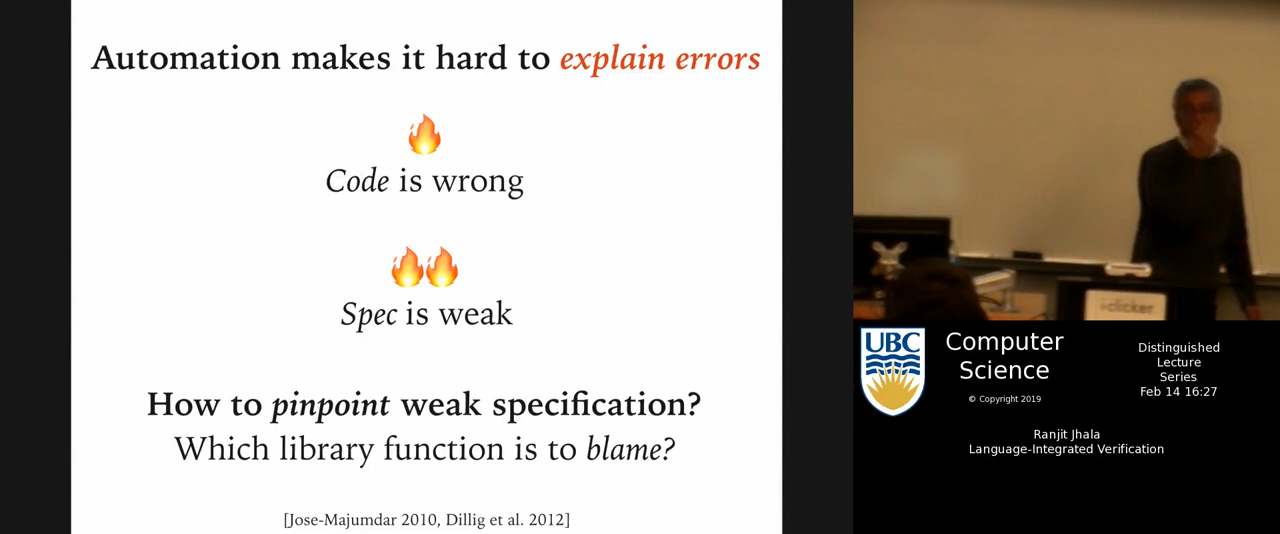 Automation makes it hard to explain errors
Code is wrong
Spec is weak
How to pinpoint weak specification?
Which library function is to blame?
[Jose-Majumdar 2010, Dillig et al. 2012]
iclicker
UBC
Computer
Science
© Copyright 2019
Distinguished
Lecture
Series
Feb 14 16:27
Ranjit Jhala
Language-Integrated Verification